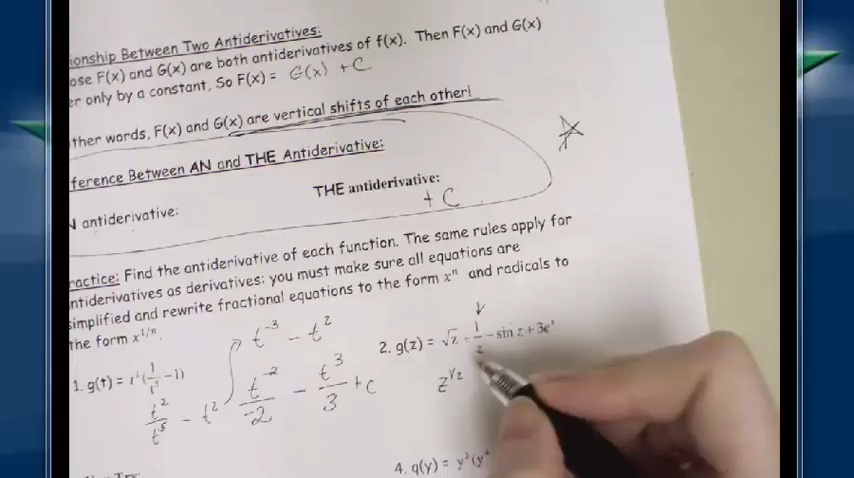 ionship Between Two Antiderivatives:
ose F(x) and G(x) are both antiderivatives of f(x). Then F(x) and G(x)
er only by a constant, So F(x) = G(x) + C
ther words, F(x) and G(x) are vertical shifts of each other!
ference Between AN and THE Antiderivative:
N antiderivative:
THE antiderivative:
+ C
ractice: Find the antiderivative of each function. The same rules apply for
ntiderivatives as derivatives: you must make sure all equations are
simplified and rewrite fractional equations to the form xⁿ and radicals to
the form x^(1/n).
t⁻³ − t²
1. g(t) = t²(1/t⁵ − 1)
t²/t⁵ − t²
t⁻²/−2 − t³/3 + C
2. g(z) = √z + 1/z − sin z + 3eᶻ
z^(1/2)
4. q(y) = y³(y⁴